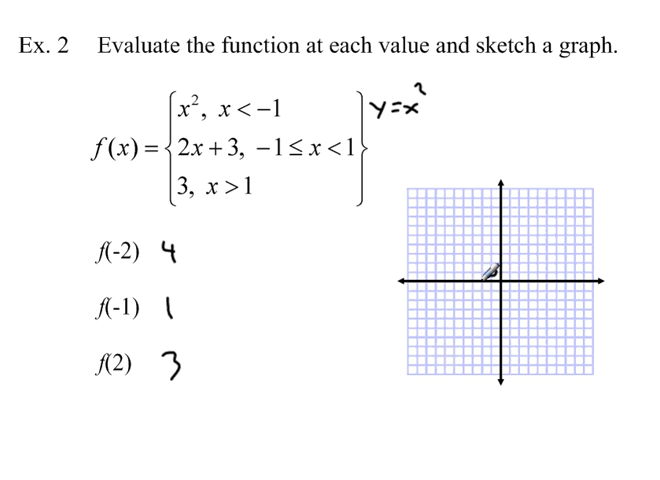 Ex. 2 Evaluate the function at each value and sketch a graph.
x², x < −1 y=x²
f(x) = { 2x + 3, −1 ≤ x < 1 }
3, x > 1
f(-2) 4
f(-1) 1
f(2) 3